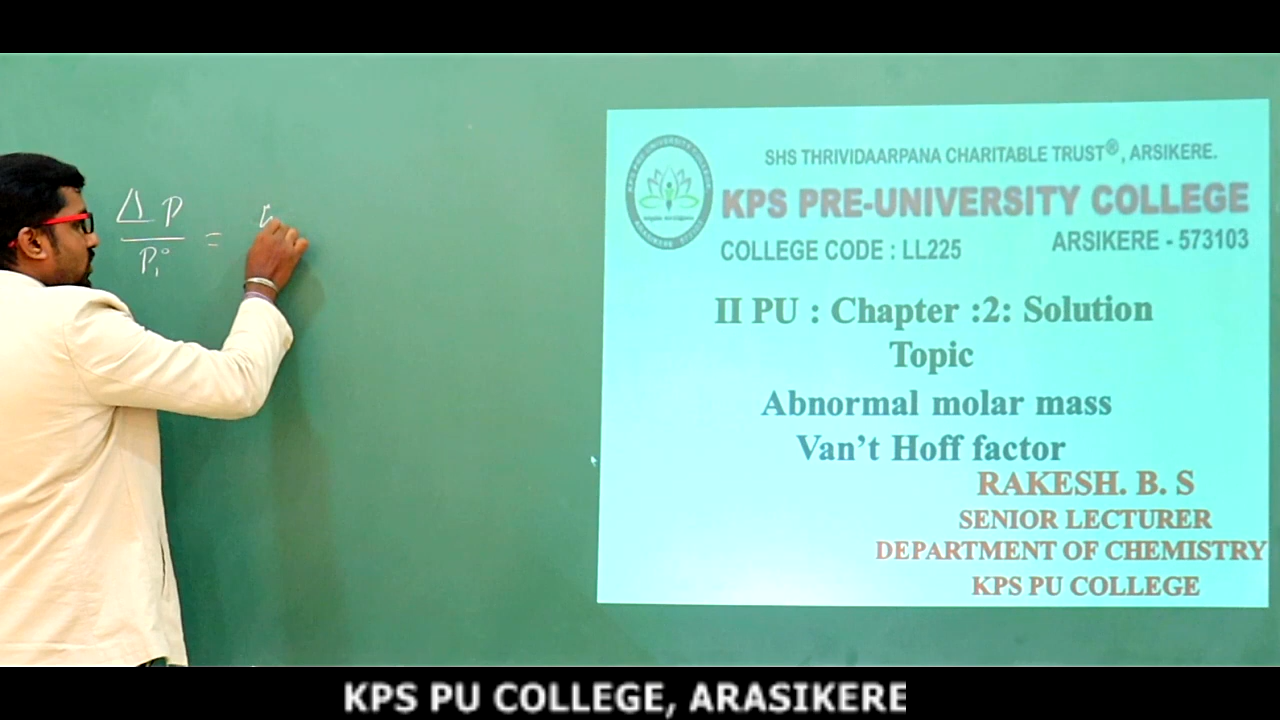 Δ P
P₁° =
SHS THRIVIDAARPANA CHARITABLE TRUST®, ARSIKERE.
KPS PRE-UNIVERSITY COLLEGE
COLLEGE CODE : LL225 ARSIKERE - 573103
II PU : Chapter :2: Solution
Topic
Abnormal molar mass
Van’t Hoff factor
RAKESH. B. S
SENIOR LECTURER
DEPARTMENT OF CHEMISTRY
KPS PU COLLEGE
KPS PU COLLEGE, ARASIKERE